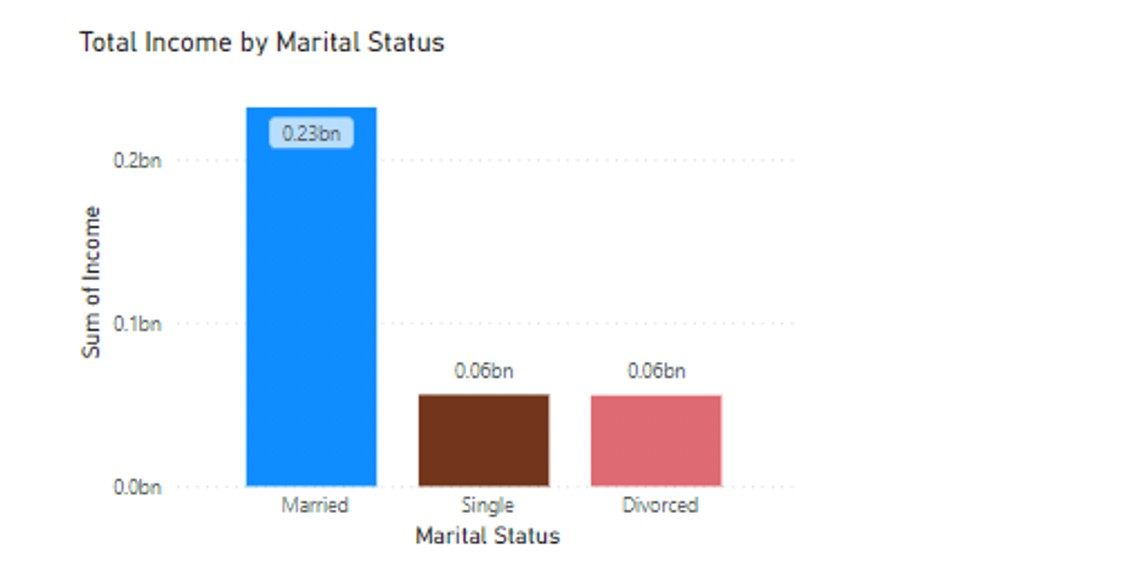 Total Income by Marital Status
0.23bn
0.2bn
Sum of Income
0.1bn
0.06bn 0.06bn
0.0bn
Married Single Divorced
Marital Status